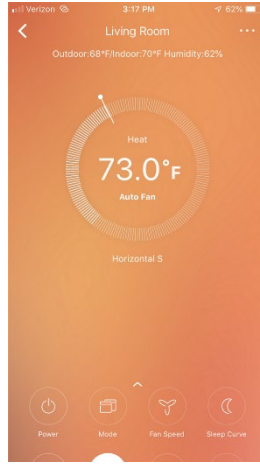 Verizon 3:17 PM 62%
Living Room
Outdoor:68°F/Indoor:70°F Humidity:62%
Heat
73.0°F
Auto Fan
Horizontal S
Power Mode Fan Speed Sleep Curve